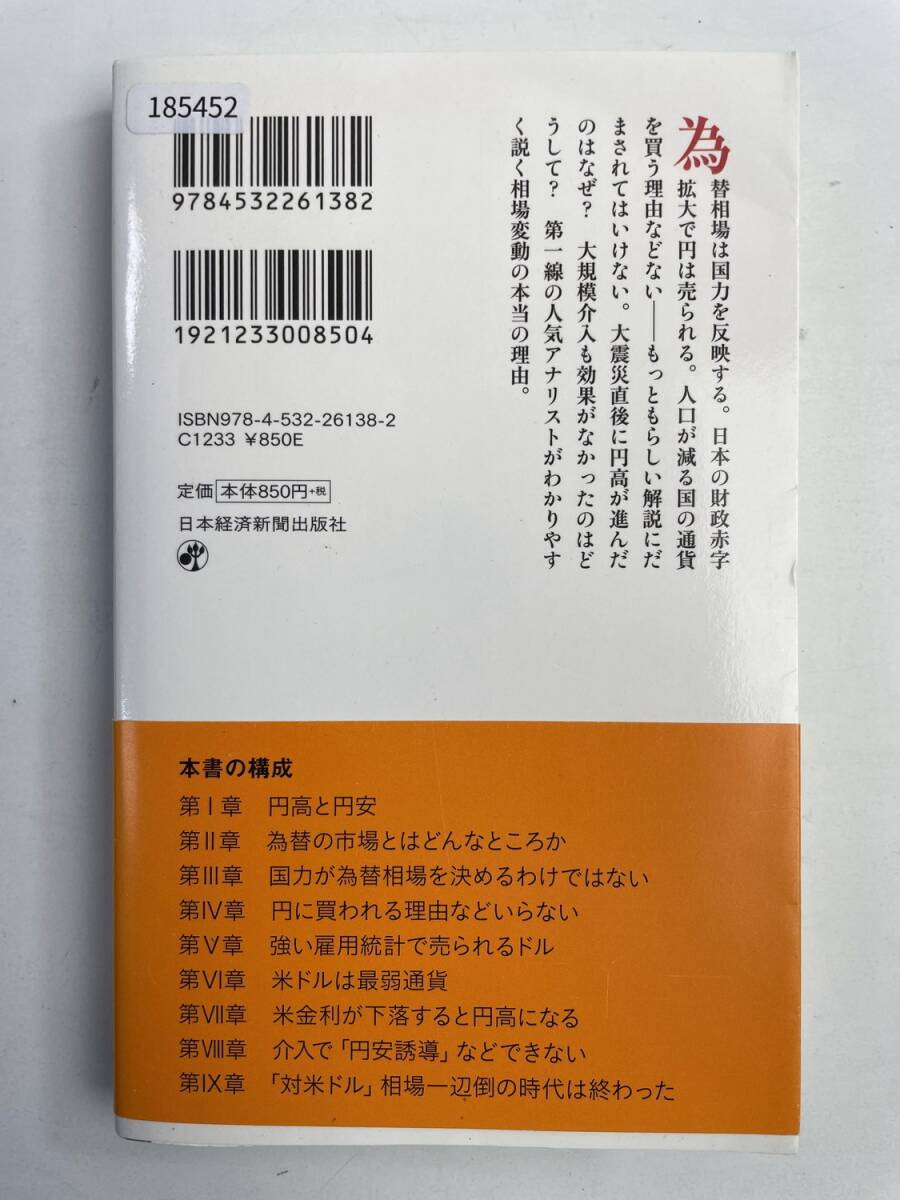 185452
9784532261382
1921233008504
ISBN978-4-532-26138-2
C1233 ¥850E
定価 本体850円+税
日本経済新聞出版社
為替相場は国力を反映する。日本の財政赤字
拡大で円は売られる。人口が減る国の通貨
を買う理由などない――もっともらしい解説にだ
まされてはいけない。大震災直後に円高が進んだ
のはなぜ? 大規模介入も効果がなかったのはど
うして? 第一線の人気アナリストがわかりやす
く説く相場変動の本当の理由。
本書の構成
第Ⅰ章 円高と円安
第Ⅱ章 為替の市場とはどんなところか
第Ⅲ章 国力が為替相場を決めるわけではない
第Ⅳ章 円に買われる理由などいらない
第Ⅴ章 強い雇用統計で売られるドル
第Ⅵ章 米ドルは最弱通貨
第Ⅶ章 米金利が下落すると円高になる
第Ⅷ章 介入で「円安誘導」などできない
第Ⅸ章 「対米ドル」相場一辺倒の時代は終わった